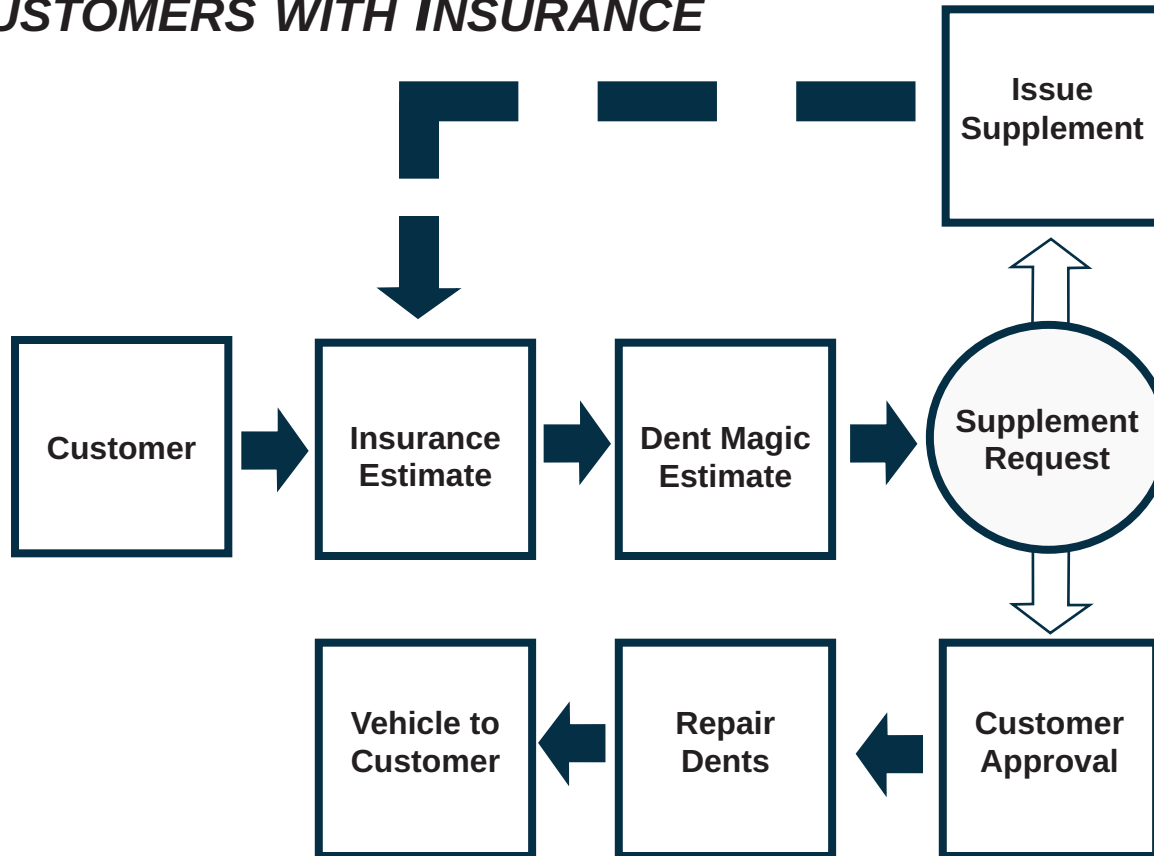 USTOMERS WITH INSURANCE
Issue
Supplement
Customer
Insurance
Estimate
Dent Magic
Estimate
Supplement
Request
Vehicle to
Customer
Repair
Dents
Customer
Approval